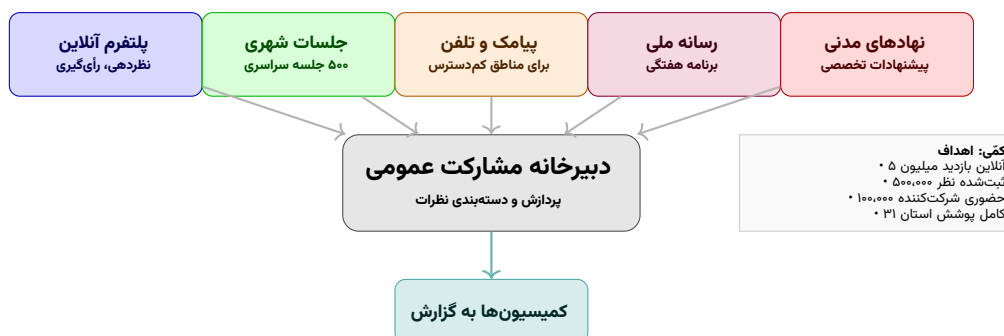 نهادهای مدنی
پیشنهادات تخصصی
رسانه ملی
برنامه هفتگی
پیامک و تلفن
برای مناطق کم‌دسترس
جلسات شهری
۵۰۰ جلسه سراسری
پلتفرم آنلاین
نظردهی، رأی‌گیری
دبیرخانه مشارکت عمومی
پردازش و دسته‌بندی نظرات
کمّی: اهداف
آنلاین بازدید میلیون ۵ •
ثبت‌شده نظر ۵۰۰،۰۰۰ •
حضوری شرکت‌کننده ۱۰۰،۰۰۰ •
کامل پوشش استان ۳۱ •
کمیسیون‌ها به گزارش